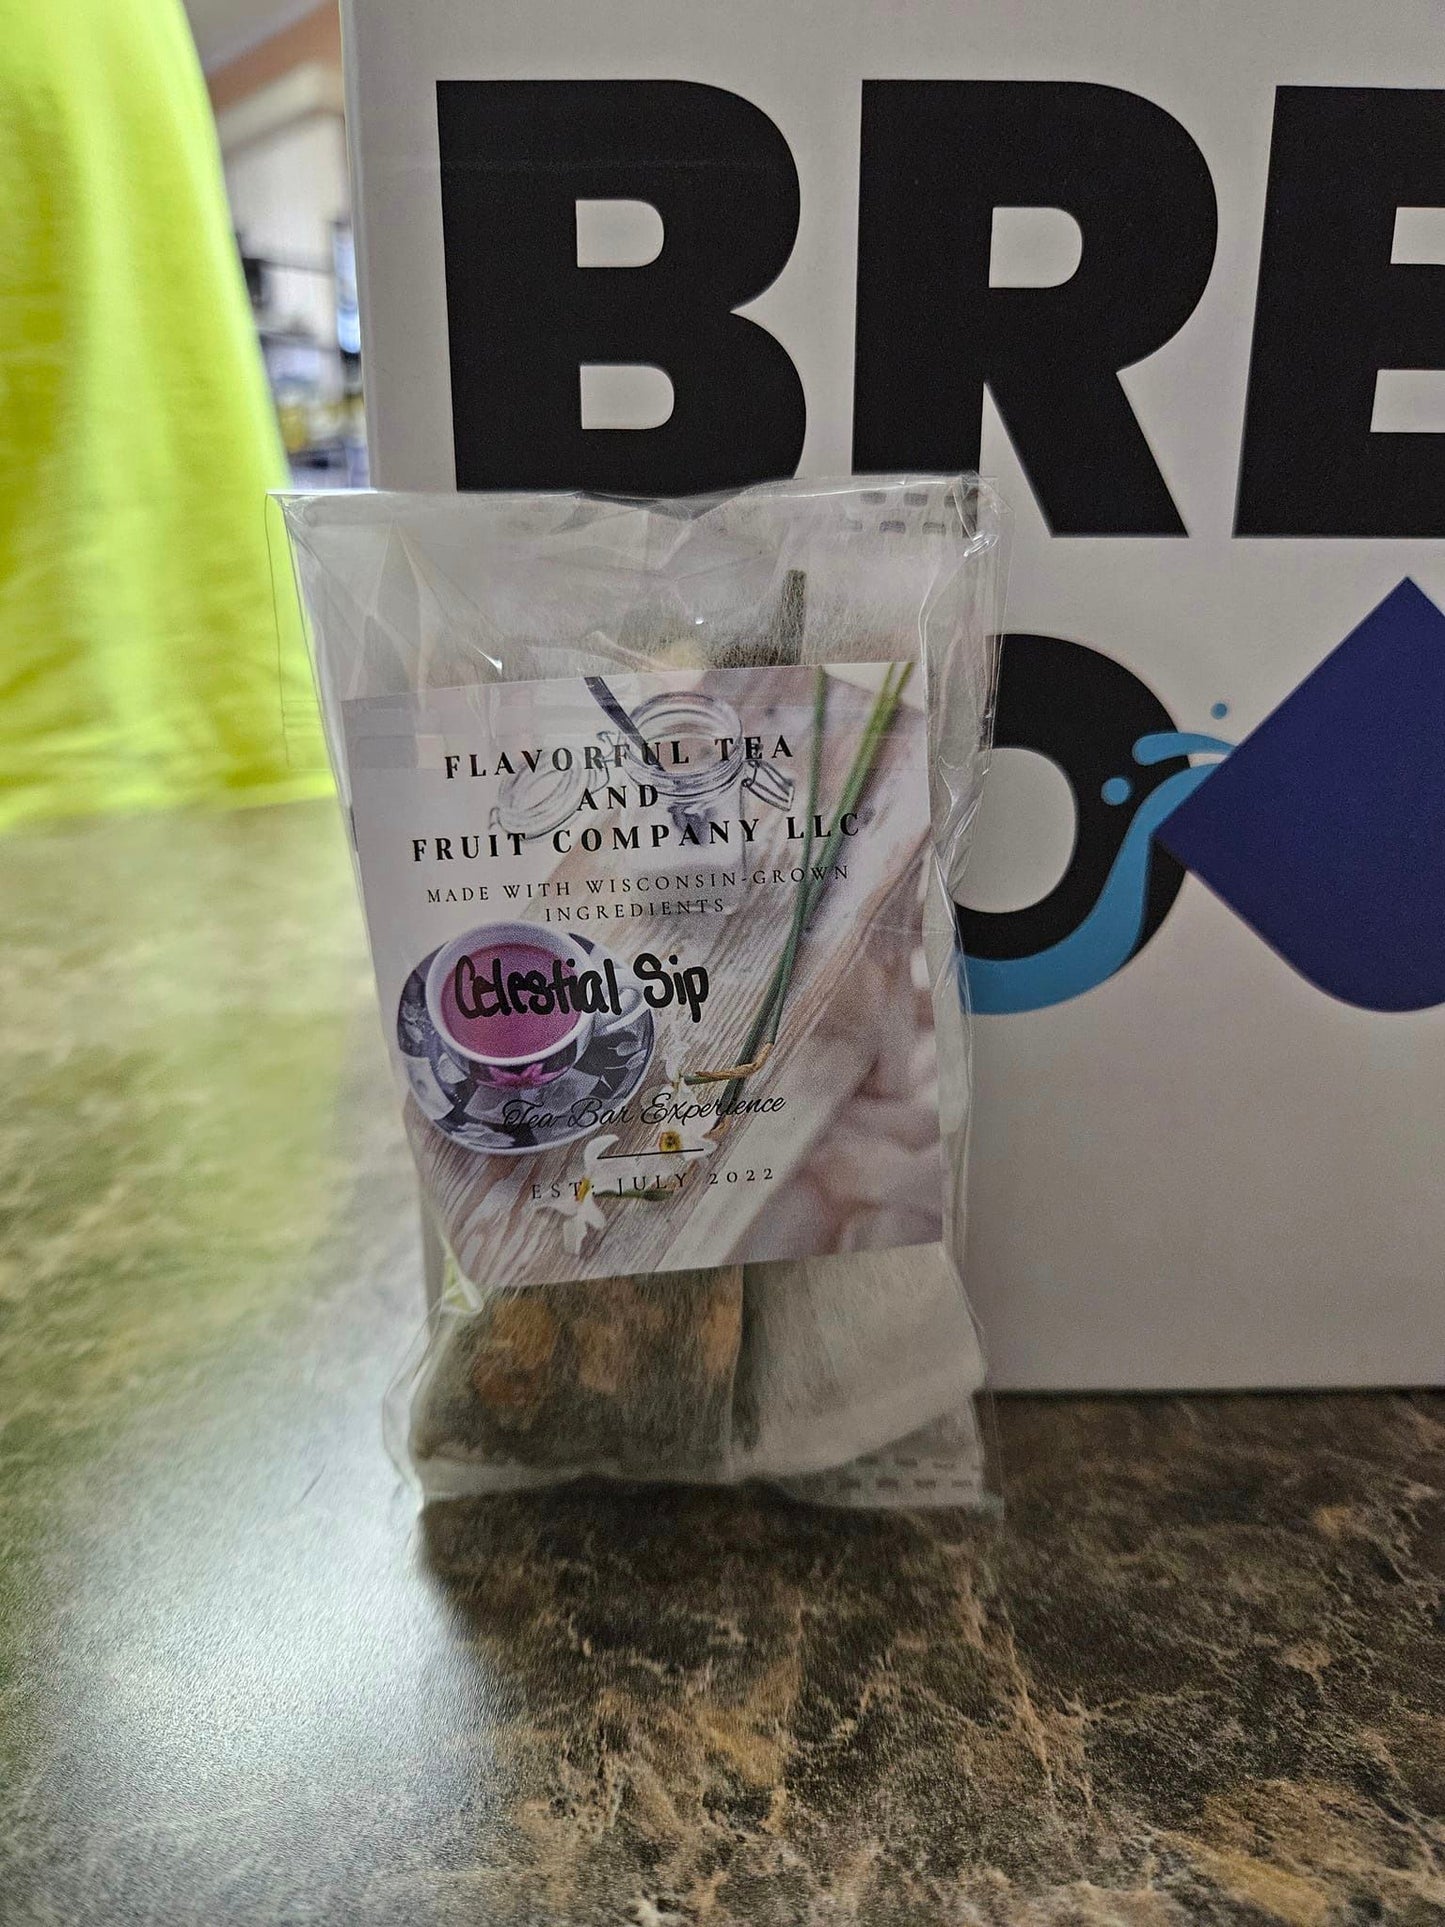 BRE
FLAVORFUL TEA
AND
FRUIT COMPANY LLC
MADE WITH WISCONSIN-GROWN
INGREDIENTS
Celestial Sip
Tea-Bar Experience
EST: JULY 2022